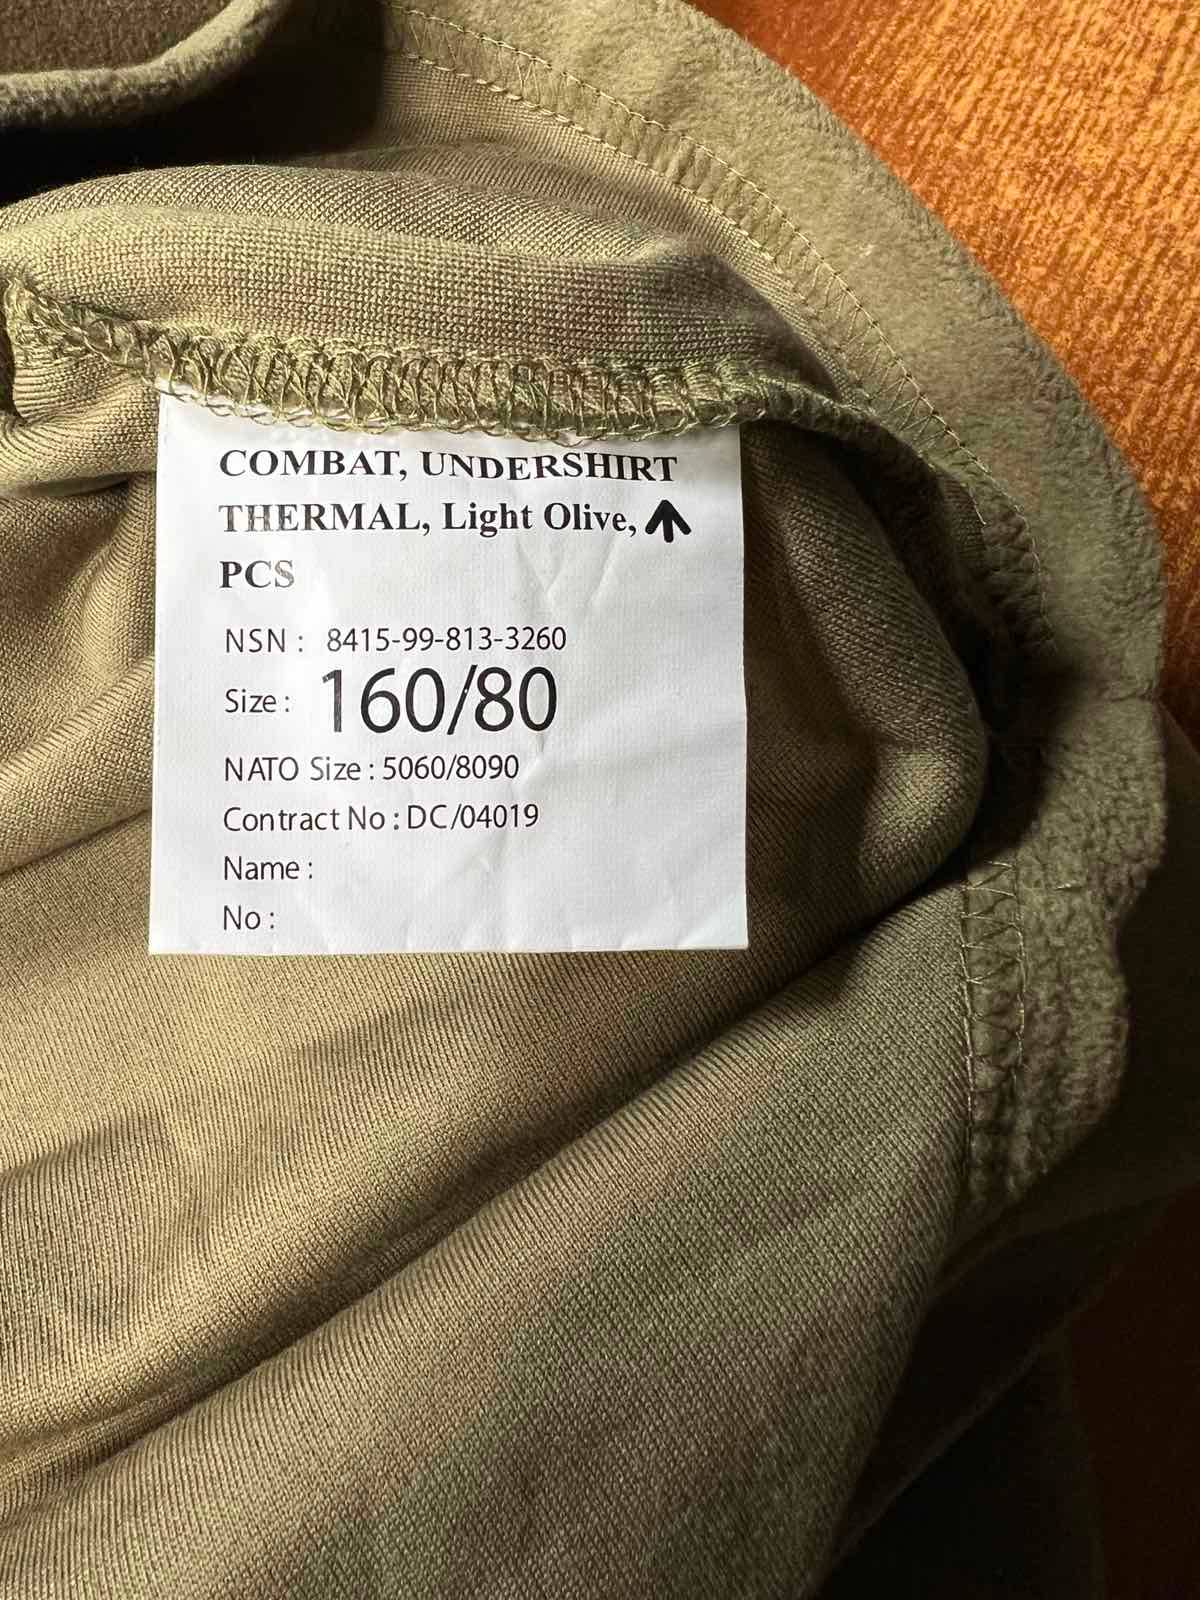 COMBAT, UNDERSHIRT
THERMAL, Light Olive,
PCS
NSN : 8415-99-813-3260
Size : 160/80
NATO Size : 5060/8090
Contract No : DC/04019
Name :
No :